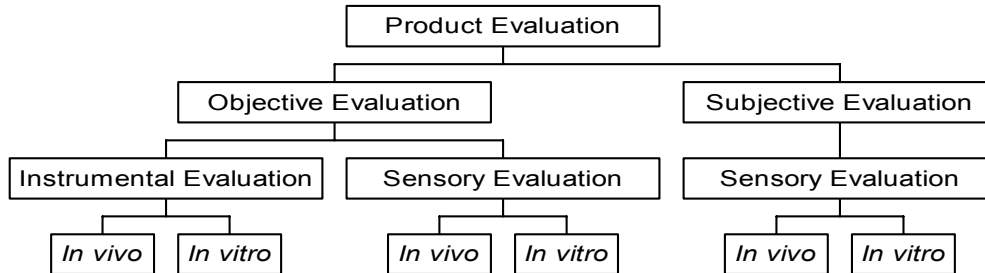 Product Evaluation
Objective Evaluation Subjective Evaluation
Instrumental Evaluation Sensory Evaluation Sensory Evaluation
In vivo In vitro In vivo In vitro In vivo In vitro